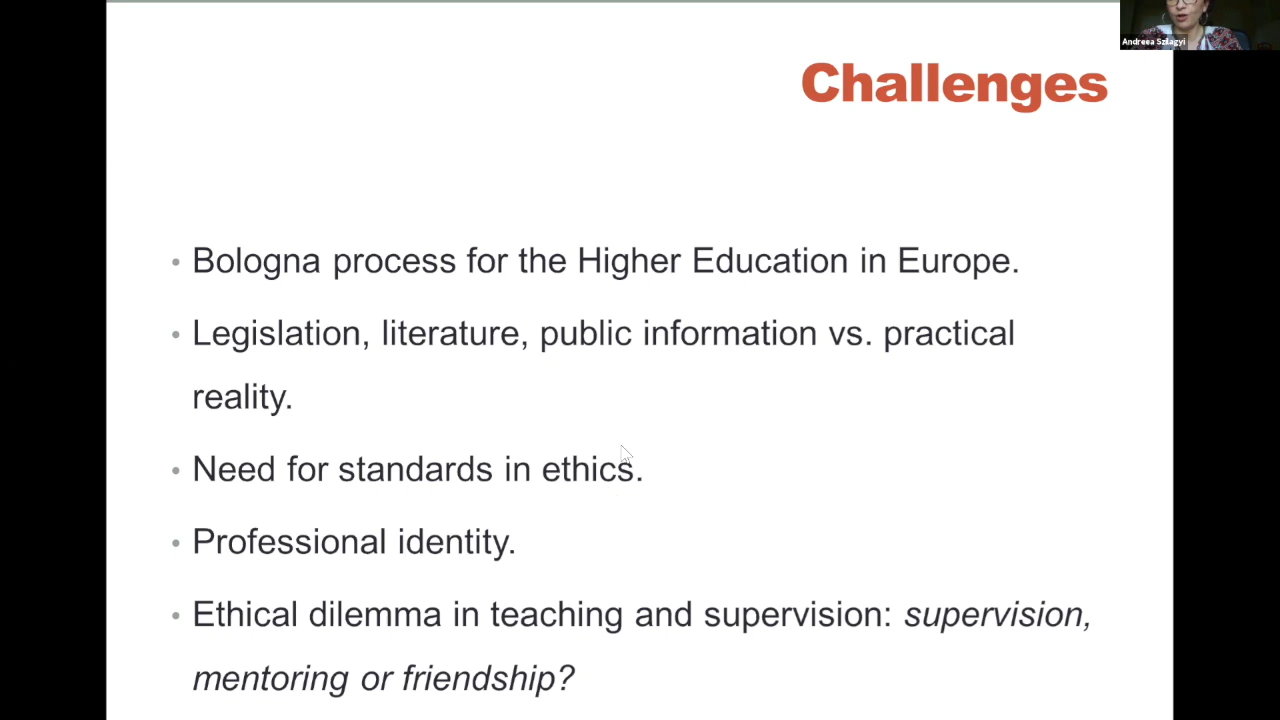 Andreea Szilagyi
Challenges
• Bologna process for the Higher Education in Europe.
• Legislation, literature, public information vs. practical
reality.
• Need for standards in ethics.
• Professional identity.
• Ethical dilemma in teaching and supervision: supervision,
mentoring or friendship?